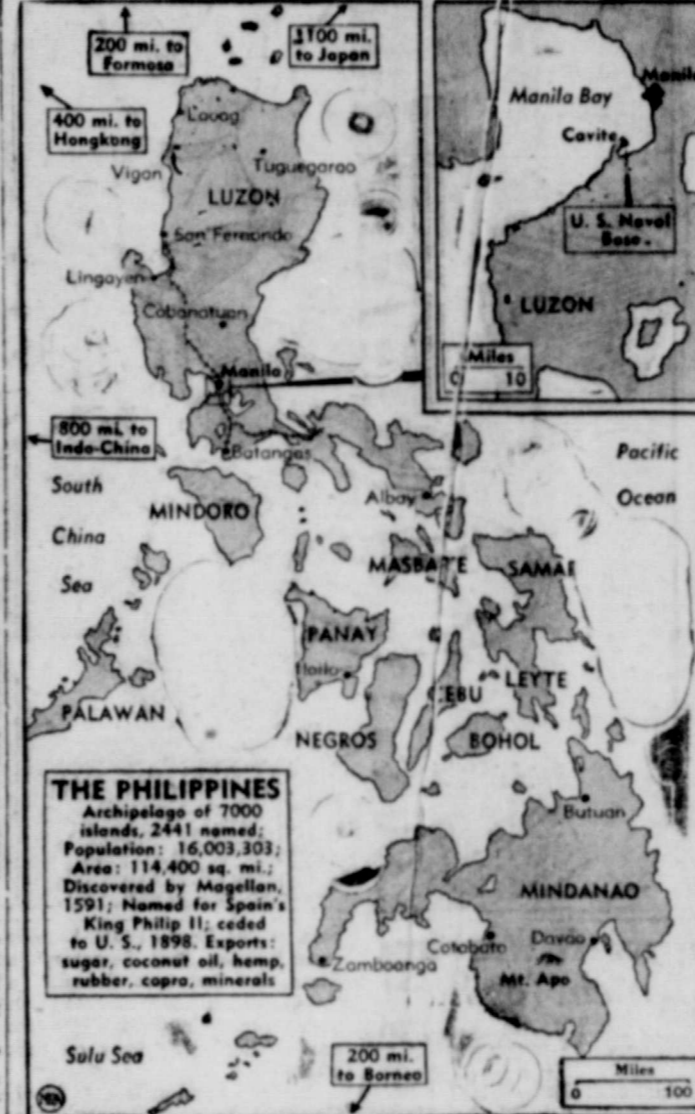 200 mi. to
Formosa
1100 mi.
to Japan
400 mi. to
Hongkong
Laoag
Vigan
Tuguegarao
LUZON
San Fernando
Lingayen
Cabanatuan
Manila
800 mi. to
Indo-China
Batangas
South
China
Sea
MINDORO
Albay
Pacific
Ocean
MASBATE
SAMAR
PANAY
Iloilo
CEBU
LEYTE
PALAWAN
NEGROS
BOHOL
THE PHILIPPINES
Archipelago of 7000
islands, 2441 named;
Population: 16,003,303;
Area: 114,400 sq. mi.;
Discovered by Magellan,
1591; Named for Spain's
King Philip II; ceded
to U. S., 1898. Exports:
sugar, coconut oil, hemp,
rubber, copra, minerals
Butuan
MINDANAO
Cotabato
Davao
Zamboanga
Mt. Apo
Sulu Sea
200 mi.
to Borneo
Miles
0 100
Manila Bay
Manila
Cavite
U. S. Naval
Base
LUZON
Miles
0 10